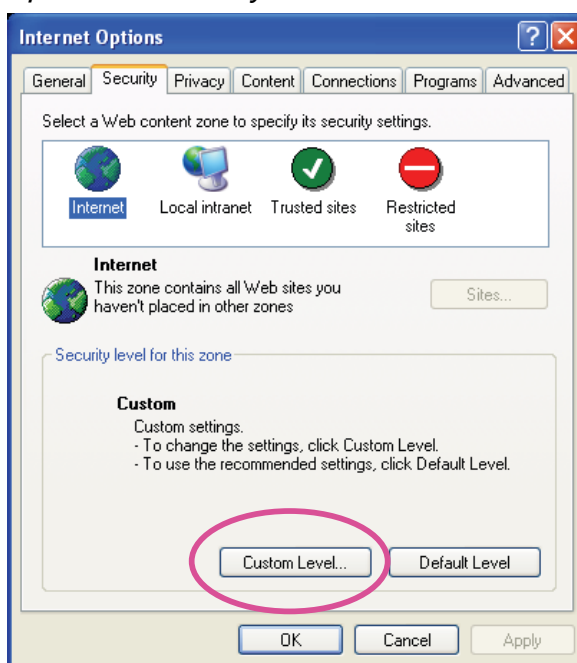 Internet Options
General Security Privacy Content Connections Programs Advanced
Select a Web content zone to specify its security settings.
Internet Local intranet Trusted sites Restricted
sites
Internet
This zone contains all Web sites you
haven't placed in other zones
Sites...
Security level for this zone
Custom
Custom settings.
- To change the settings, click Custom Level.
- To use the recommended settings, click Default Level.
Custom Level... Default Level
OK Cancel Apply